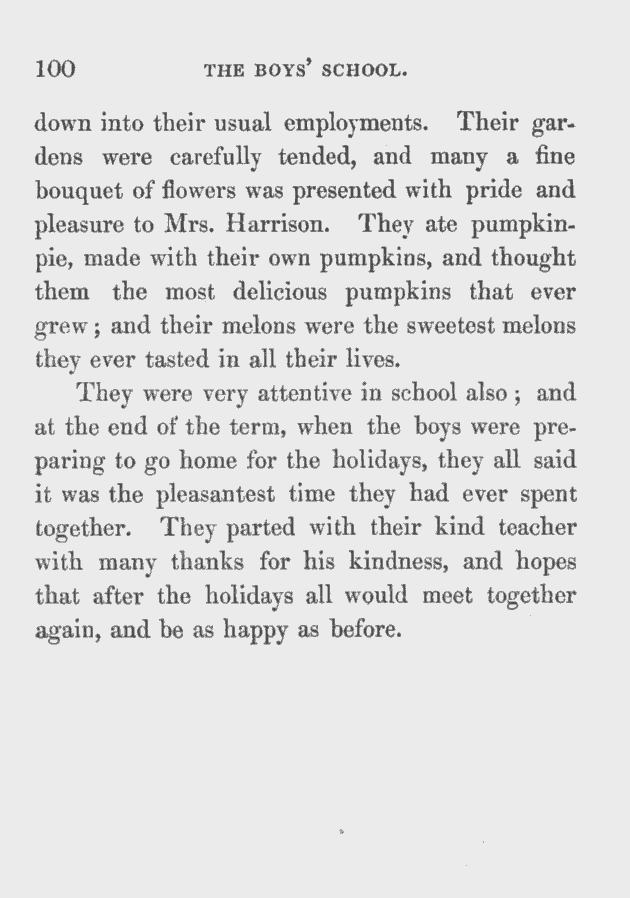 100 THE BOYS' SCHOOL.
down into their usual employments. Their gar-
dens were carefully tended, and many a fine
bouquet of flowers was presented with pride and
pleasure to Mrs. Harrison. They ate pumpkin-
pie, made with their own pumpkins, and thought
them the most delicious pumpkins that ever
grew; and their melons were the sweetest melons
they ever tasted in all their lives.
They were very attentive in school also; and
at the end of the term, when the boys were pre-
paring to go home for the holidays, they all said
it was the pleasantest time they had ever spent
together. They parted with their kind teacher
with many thanks for his kindness, and hopes
that after the holidays all would meet together
again, and be as happy as before.